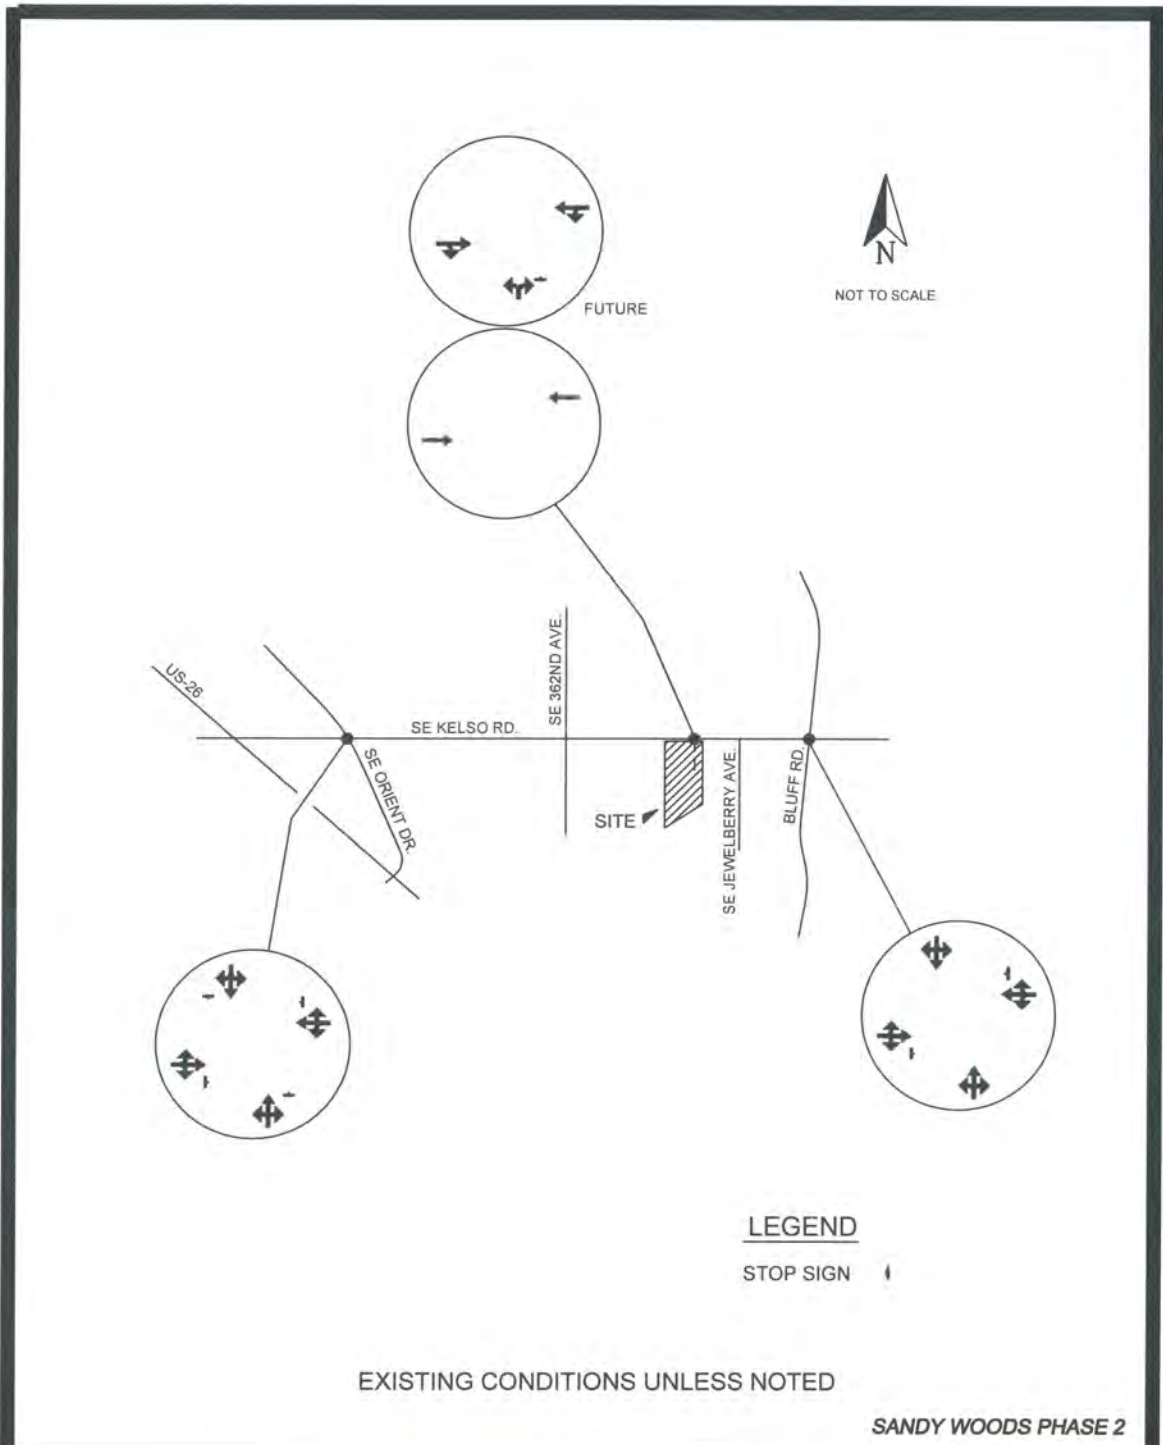 N
NOT TO SCALE
FUTURE
SE 362ND AVE.
US-26
SE KELSO RD.
SE ORIENT DR.
SITE
SE JEWELBERRY AVE.
BLUFF RD.
LEGEND
STOP SIGN
EXISTING CONDITIONS UNLESS NOTED
SANDY WOODS PHASE 2